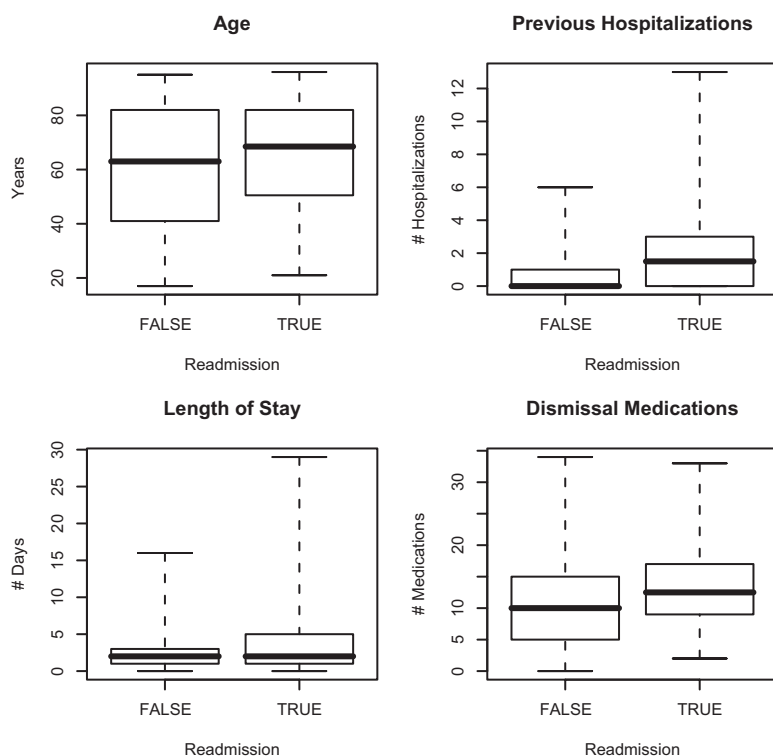 Age
Years
20
40
60
80
FALSE
TRUE
Readmission
Previous Hospitalizations
# Hospitalizations
0
2
4
6
8
10
12
FALSE
TRUE
Readmission
Length of Stay
# Days
0
5
10
15
20
25
30
FALSE
TRUE
Readmission
Dismissal Medications
# Medications
0
5
10
20
30
FALSE
TRUE
Readmission